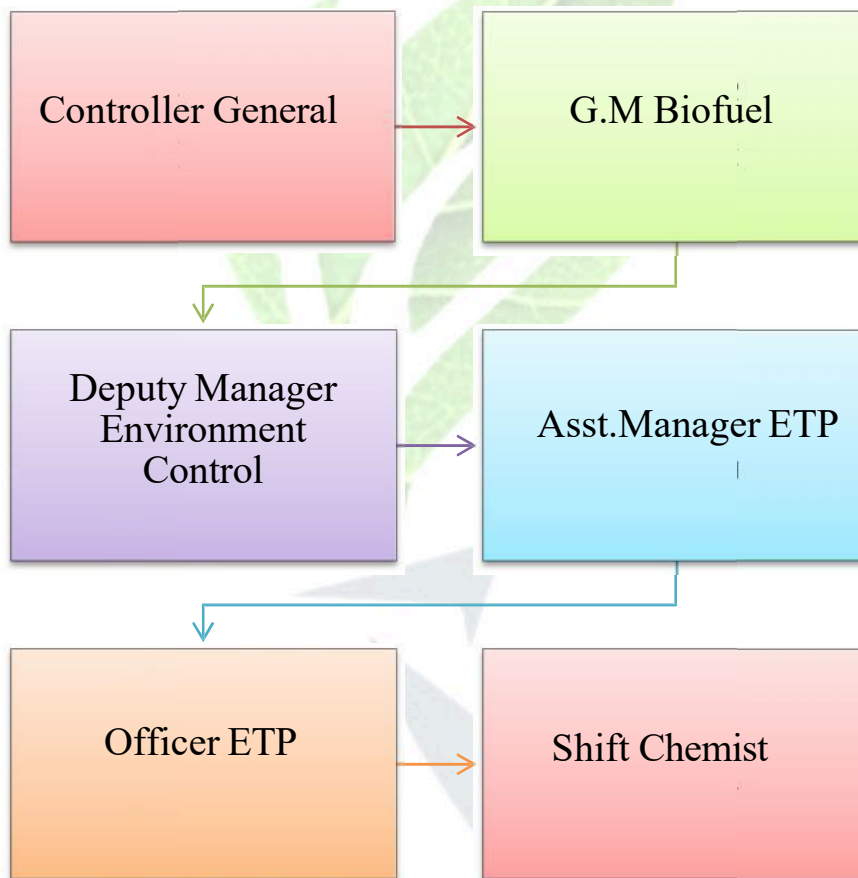 Controller General
G.M Biofuel
Deputy Manager
Environment
Control
Asst.Manager ETP
Officer ETP
Shift Chemist